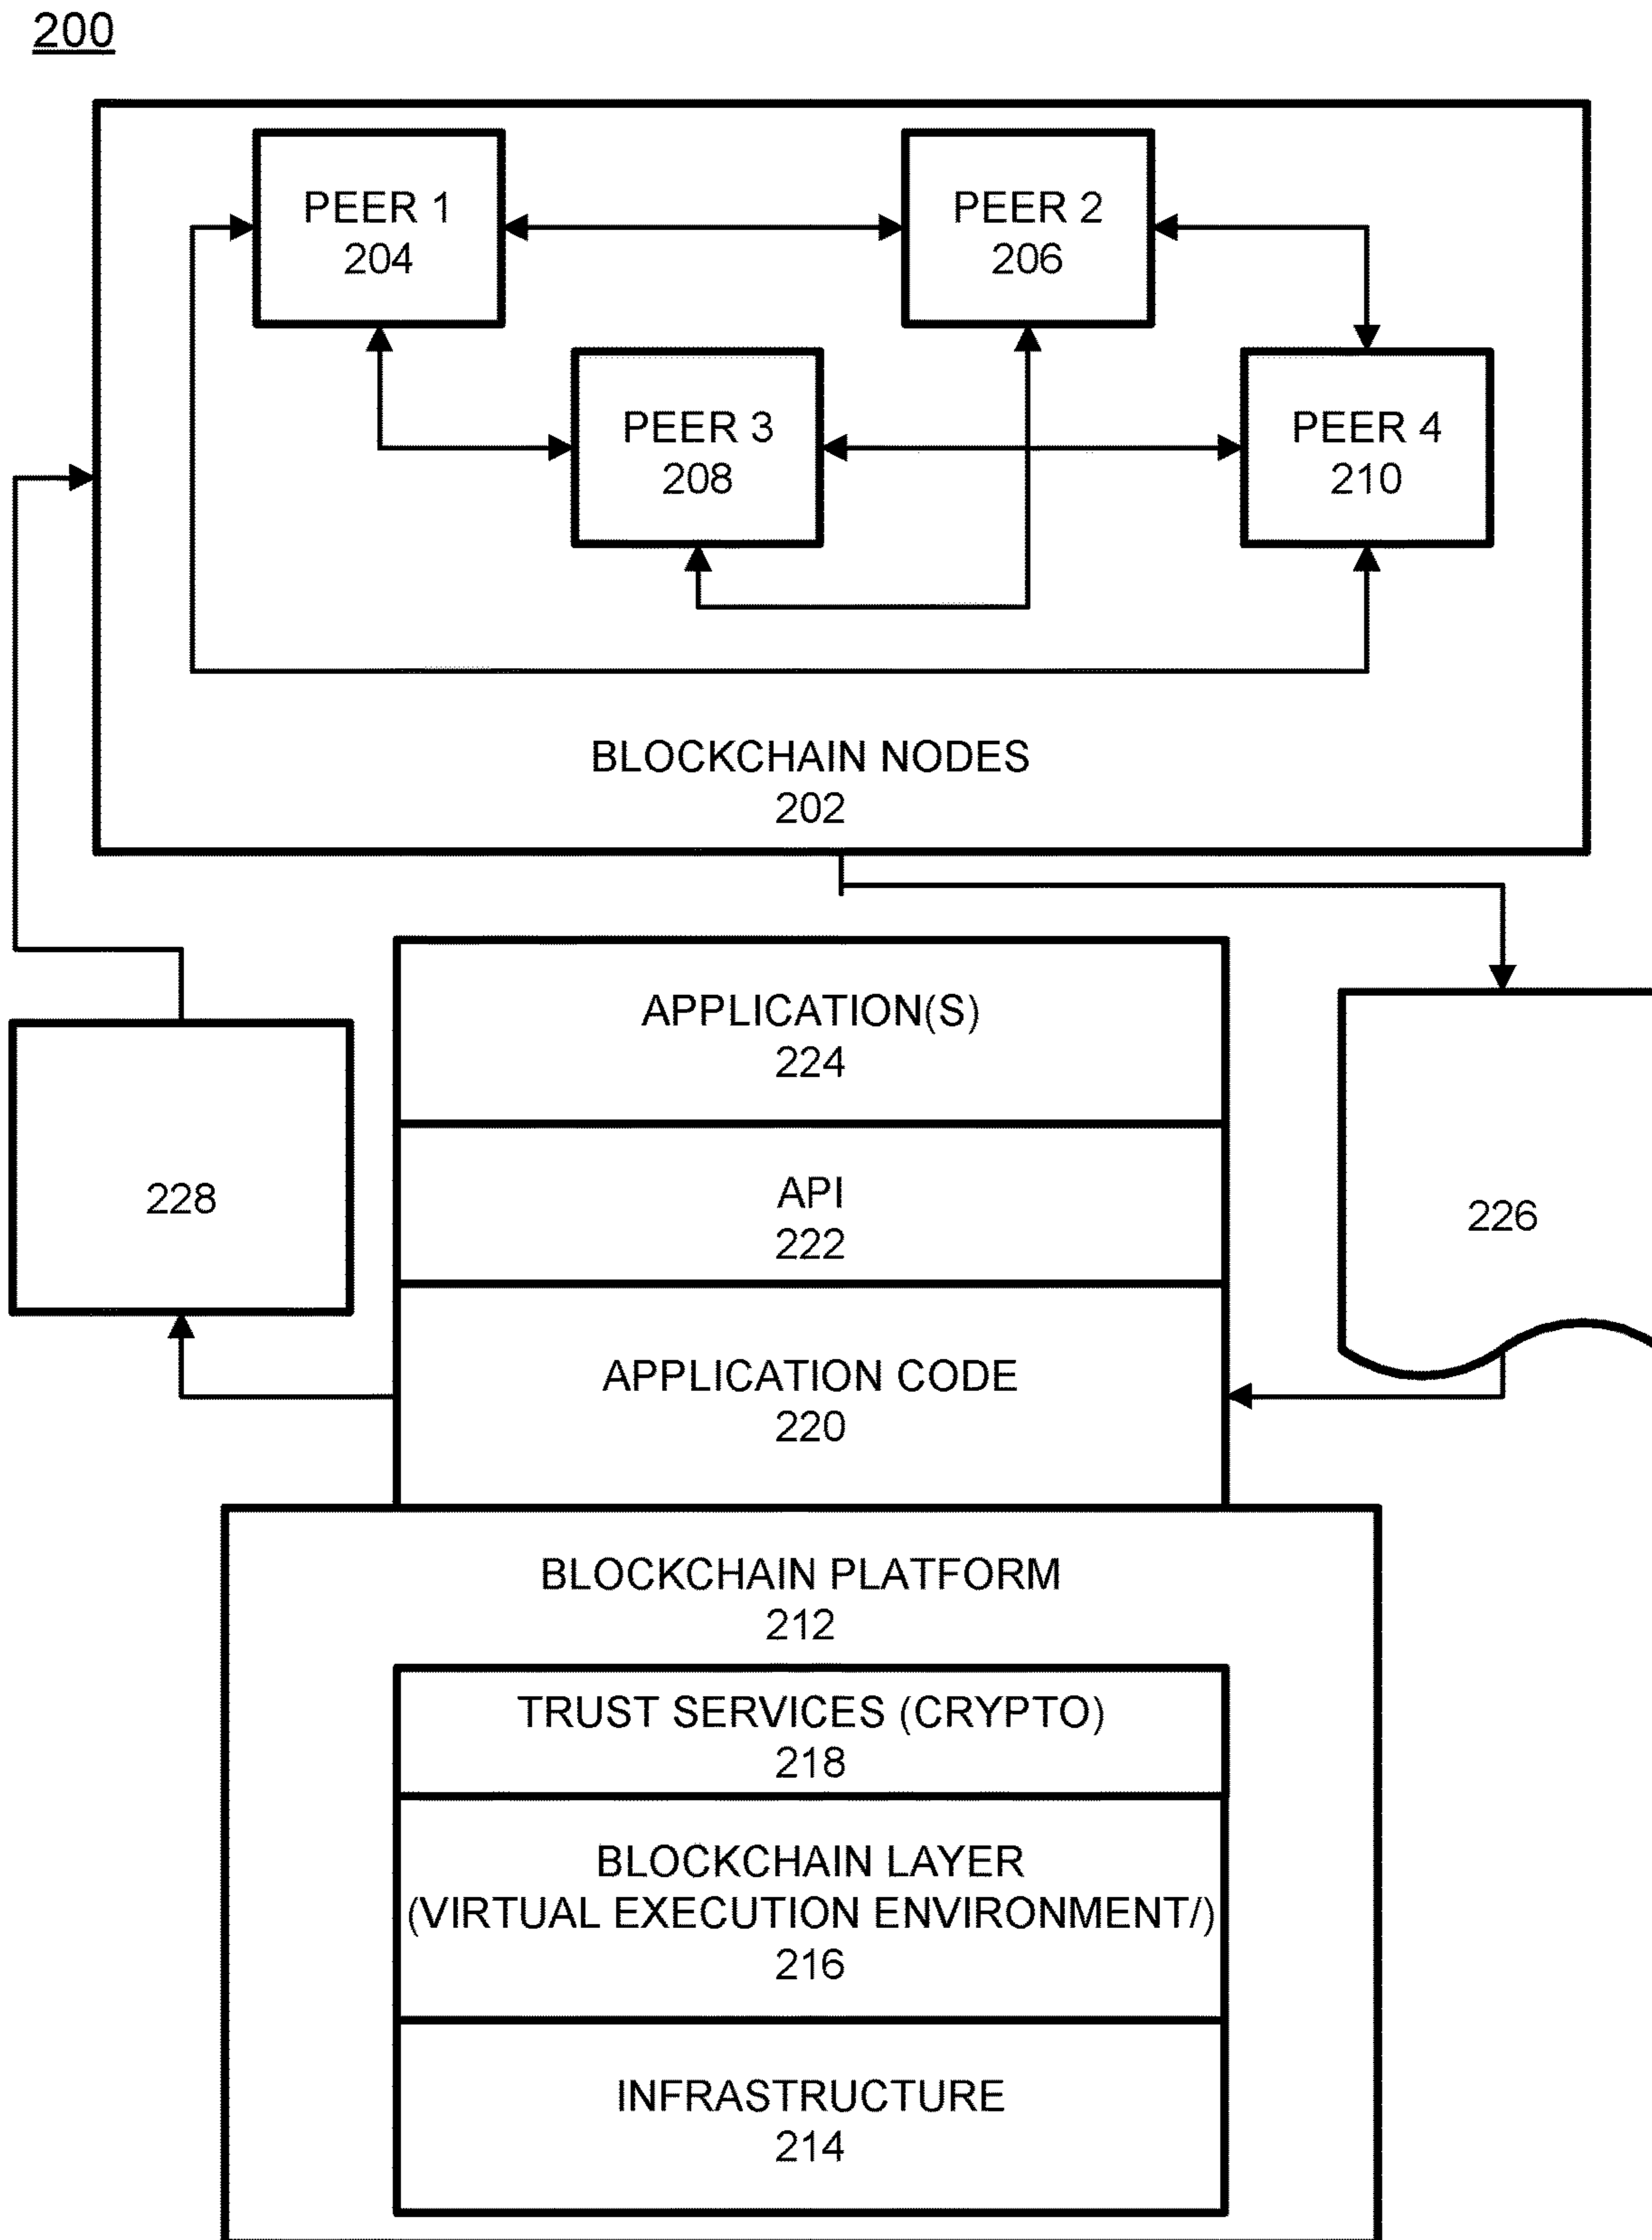 200
PEER 1
204
PEER 2
206
PEER 3
208
PEER 4
210
BLOCKCHAIN NODES
202
APPLICATION(S)
224
API
222
228
226
APPLICATION CODE
220
BLOCKCHAIN PLATFORM
212
TRUST SERVICES (CRYPTO)
218
BLOCKCHAIN LAYER
(VIRTUAL EXECUTION ENVIRONMENT/)
216
INFRASTRUCTURE
214